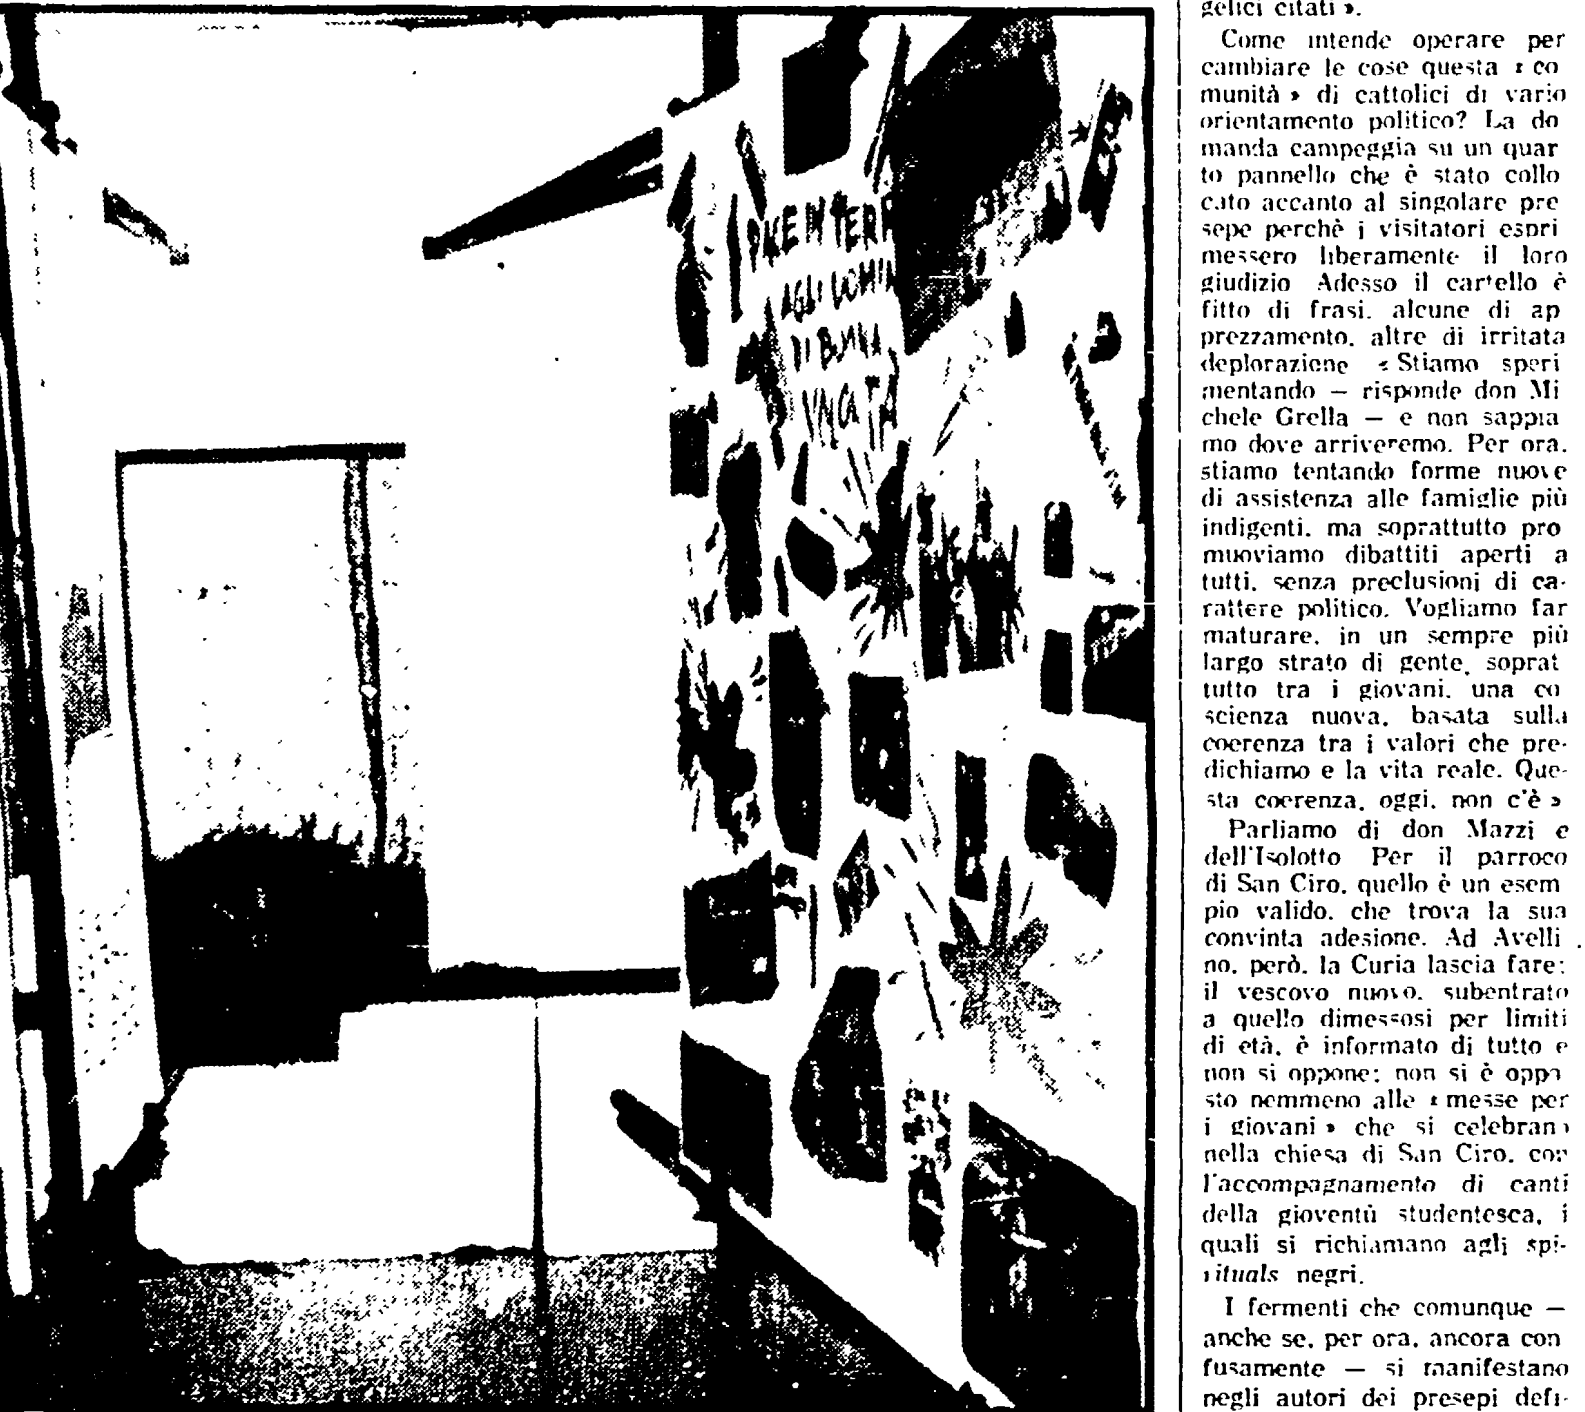 PACE IN TERRA
AGLI UOMINI
DI BUONA
VOLONTÀ
gelici citati ».
Come intende operare per
cambiare le cose questa « co
munità » di cattolici di vario
orientamento politico? La do
manda campeggia su un quar
to pannello che è stato collo
cato accanto al singolare pre
sepe perchè i visitatori espri
messero liberamente il loro
giudizio Adesso il cartello è
fitto di frasi. alcune di ap
prezzamento. altre di irritata
deplorazione « Stiamo speri
mentando — risponde don Mi
chele Grella — e non sappia
mo dove arriveremo. Per ora.
stiamo tentando forme nuove
di assistenza alle famiglie più
indigenti. ma soprattutto pro
muoviamo dibattiti aperti a
tutti. senza preclusioni di ca-
rattere politico. Vogliamo far
maturare. in un sempre più
largo strato di gente, soprat
tutto tra i giovani. una co
scienza nuova. basata sulla
coerenza tra i valori che pre-
dichiamo e la vita reale. Que-
sta coerenza. oggi. non c'è »
Parliamo di don Mazzi e
dell'Isolotto Per il parroco
di San Ciro. quello è un esem
pio valido. che trova la sua
convinta adesione. Ad Avelli
no. però. la Curia lascia fare:
il vescovo nuovo. subentrato
a quello dimessosi per limiti
di età. è informato di tutto e
non si oppone: non si è oppo
sto nemmeno alle « messe per
i giovani » che si celebrano
nella chiesa di San Ciro. con
l'accompagnamento di canti
della gioventù studentesca, i
quali si richiamano agli spi-
rituals negri.
I fermenti che comunque —
anche se. per ora. ancora con
fusamente — si manifestano
negli autori dei presepi defi-